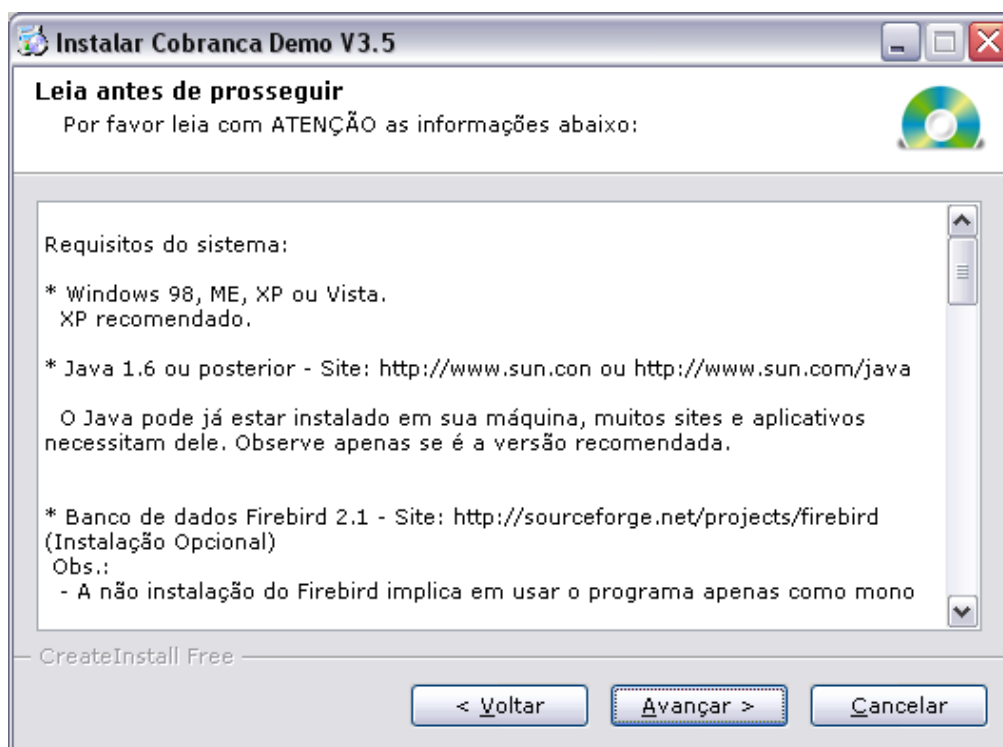 Instalar Cobranca Demo V3.5
Leia antes de prosseguir
Por favor leia com ATENÇÃO as informações abaixo:
Requisitos do sistema:
* Windows 98, ME, XP ou Vista.
XP recomendado.
* Java 1.6 ou posterior - Site: http://www.sun.con ou http://www.sun.com/java
O Java pode já estar instalado em sua máquina, muitos sites e aplicativos
necessitam dele. Observe apenas se é a versão recomendada.
* Banco de dados Firebird 2.1 - Site: http://sourceforge.net/projects/firebird
(Instalação Opcional)
Obs.:
- A não instalação do Firebird implica em usar o programa apenas como mono
CreateInstall Free
< Voltar
Avançar >
Cancelar